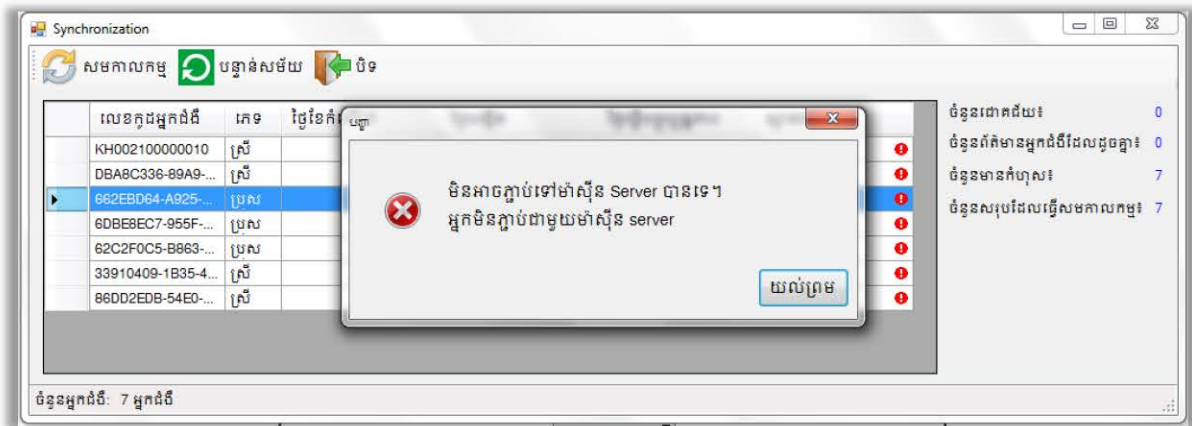 Synchronization
សមកាលកម្ម បន្ទាន់សម័យ បិទ
លេខកូដអ្នកជំងឺ ភេទ
KH002100000010 ស្រី
DBA8C336-89A9-... ស្រី
662EBD64-A925-... ប្រុស
6DBE8EC7-955F-... ប្រុស
62C2F0C5-B863-... ប្រុស
33910409-1B35-4... ស្រី
86DD2EDB-54E0-... ស្រី
បញ្ហា
មិនអាចភ្ជាប់ទៅម៉ាស៊ីន Server បានទេ។
អ្នកមិនភ្ជាប់ជាមួយម៉ាស៊ីន server
យល់ព្រម
ចំនួនជោគជ័យ៖ 0
ចំនួនព័ត៌មានអ្នកជំងឺដែលដូចគ្នា៖ 0
ចំនួនមានកំហុស៖ 7
ចំនួនសរុបដែលធ្វើសមកាលកម្ម៖ 7
ចំនួនអ្នកជំងឺ: 7 អ្នកជំងឺ